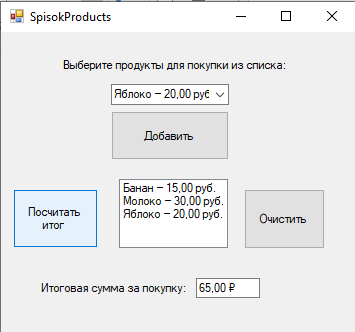 SpisokProducts
Выберите продукты для покупки из списка:
Яблоко – 20,00 руб
Добавить
Посчитать
итог
Банан – 15,00 руб.
Молоко – 30,00 руб.
Яблоко – 20,00 руб.
Очистить
Итоговая сумма за покупку:
65,00 ₽